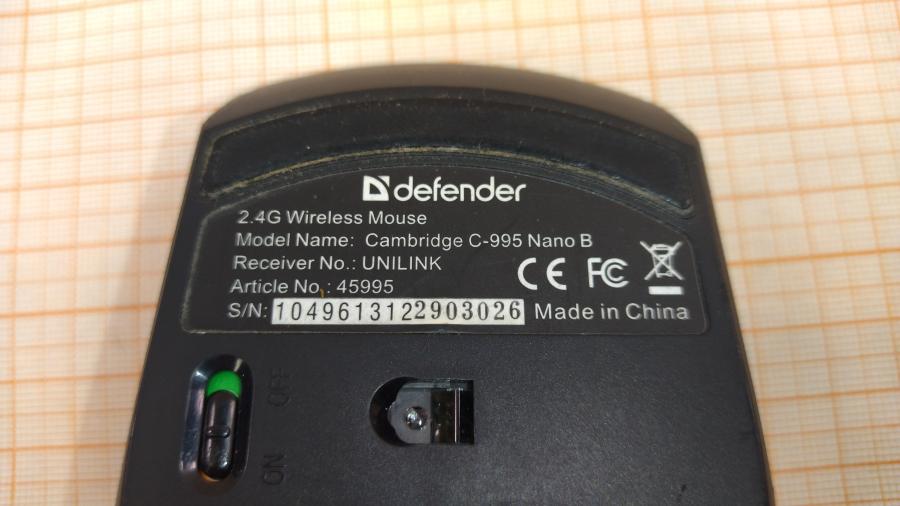 defender
2.4G Wireless Mouse
Model Name: Cambridge C-995 Nano B
Receiver No.: UNILINK
Article No.: 45995
S/N: 1049613122903026 Made in China
CE FC
OFF
ON